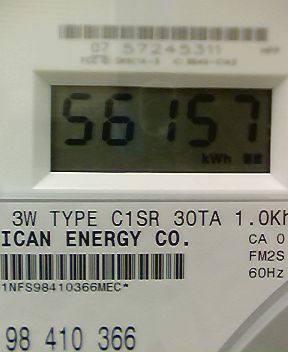 07 57245311
56157
kWh
3W TYPE C1SR 30TA 1.0Kh
ICAN ENERGY CO.
CA 0
FM2S
60Hz
1NFS98410366MEC*
98 410 366